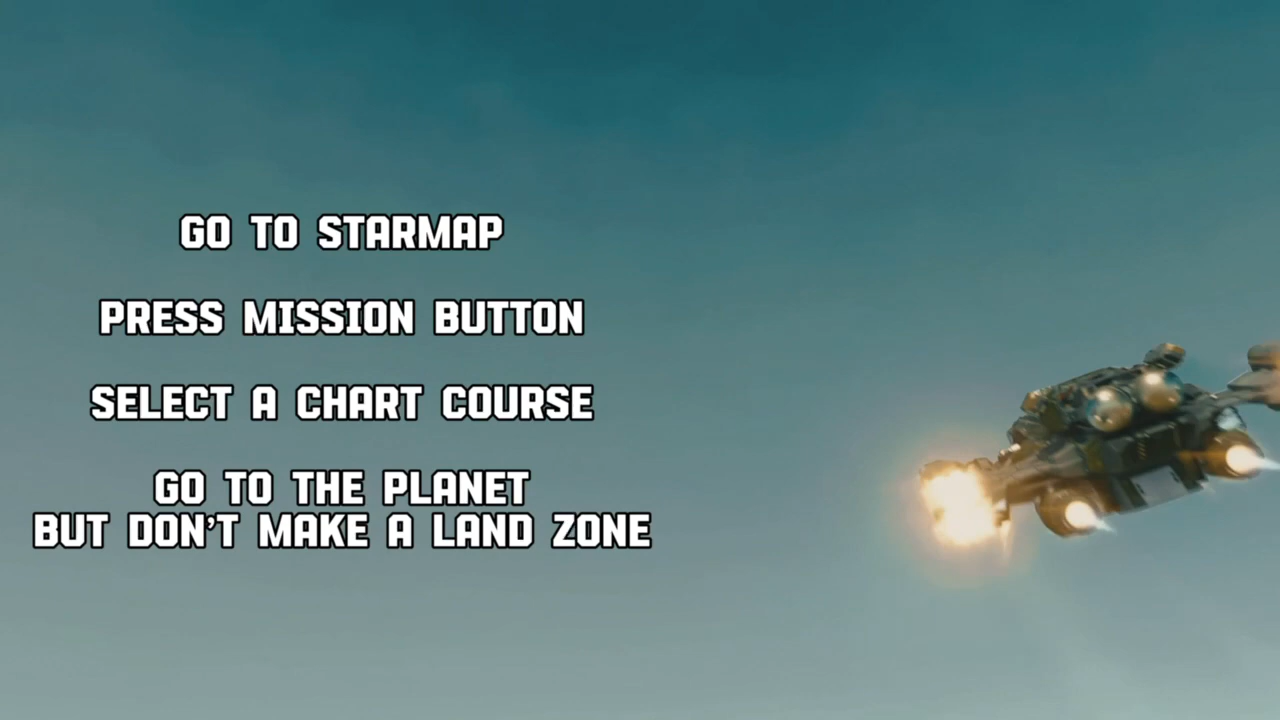 GO TO STARMAP
PRESS MISSION BUTTON
SELECT A CHART COURSE
GO TO THE PLANET
BUT DON'T MAKE A LAND ZONE